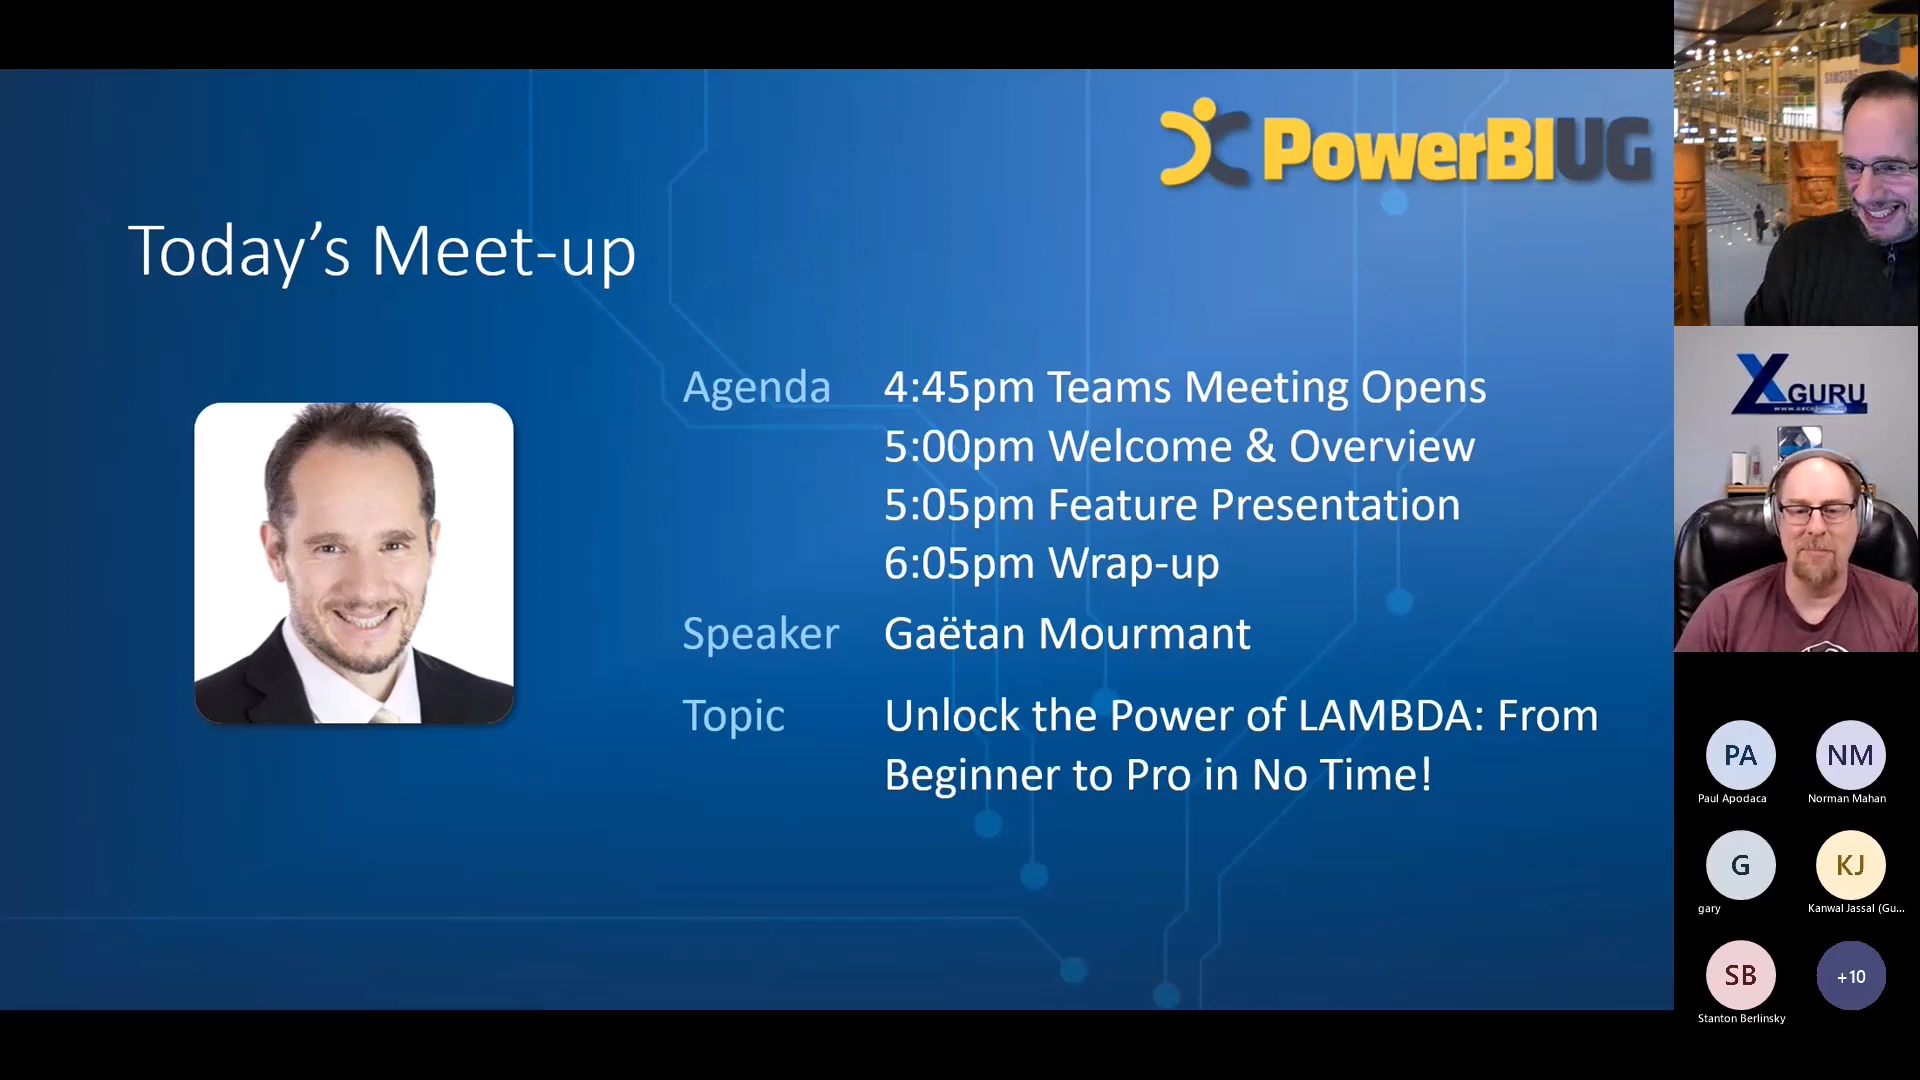 PowerBIUG
Today's Meet-up
Agenda 4:45pm Teams Meeting Opens
5:00pm Welcome & Overview
5:05pm Feature Presentation
6:05pm Wrap-up
Speaker Gaëtan Mourmant
Topic Unlock the Power of LAMBDA: From
Beginner to Pro in No Time!
SAMSUNG
XGURU
PA NM
Paul Apodaca Norman Mahan
G KJ
gary Kanwal Jassal (Gu...
SB +10
Stanton Berlinsky